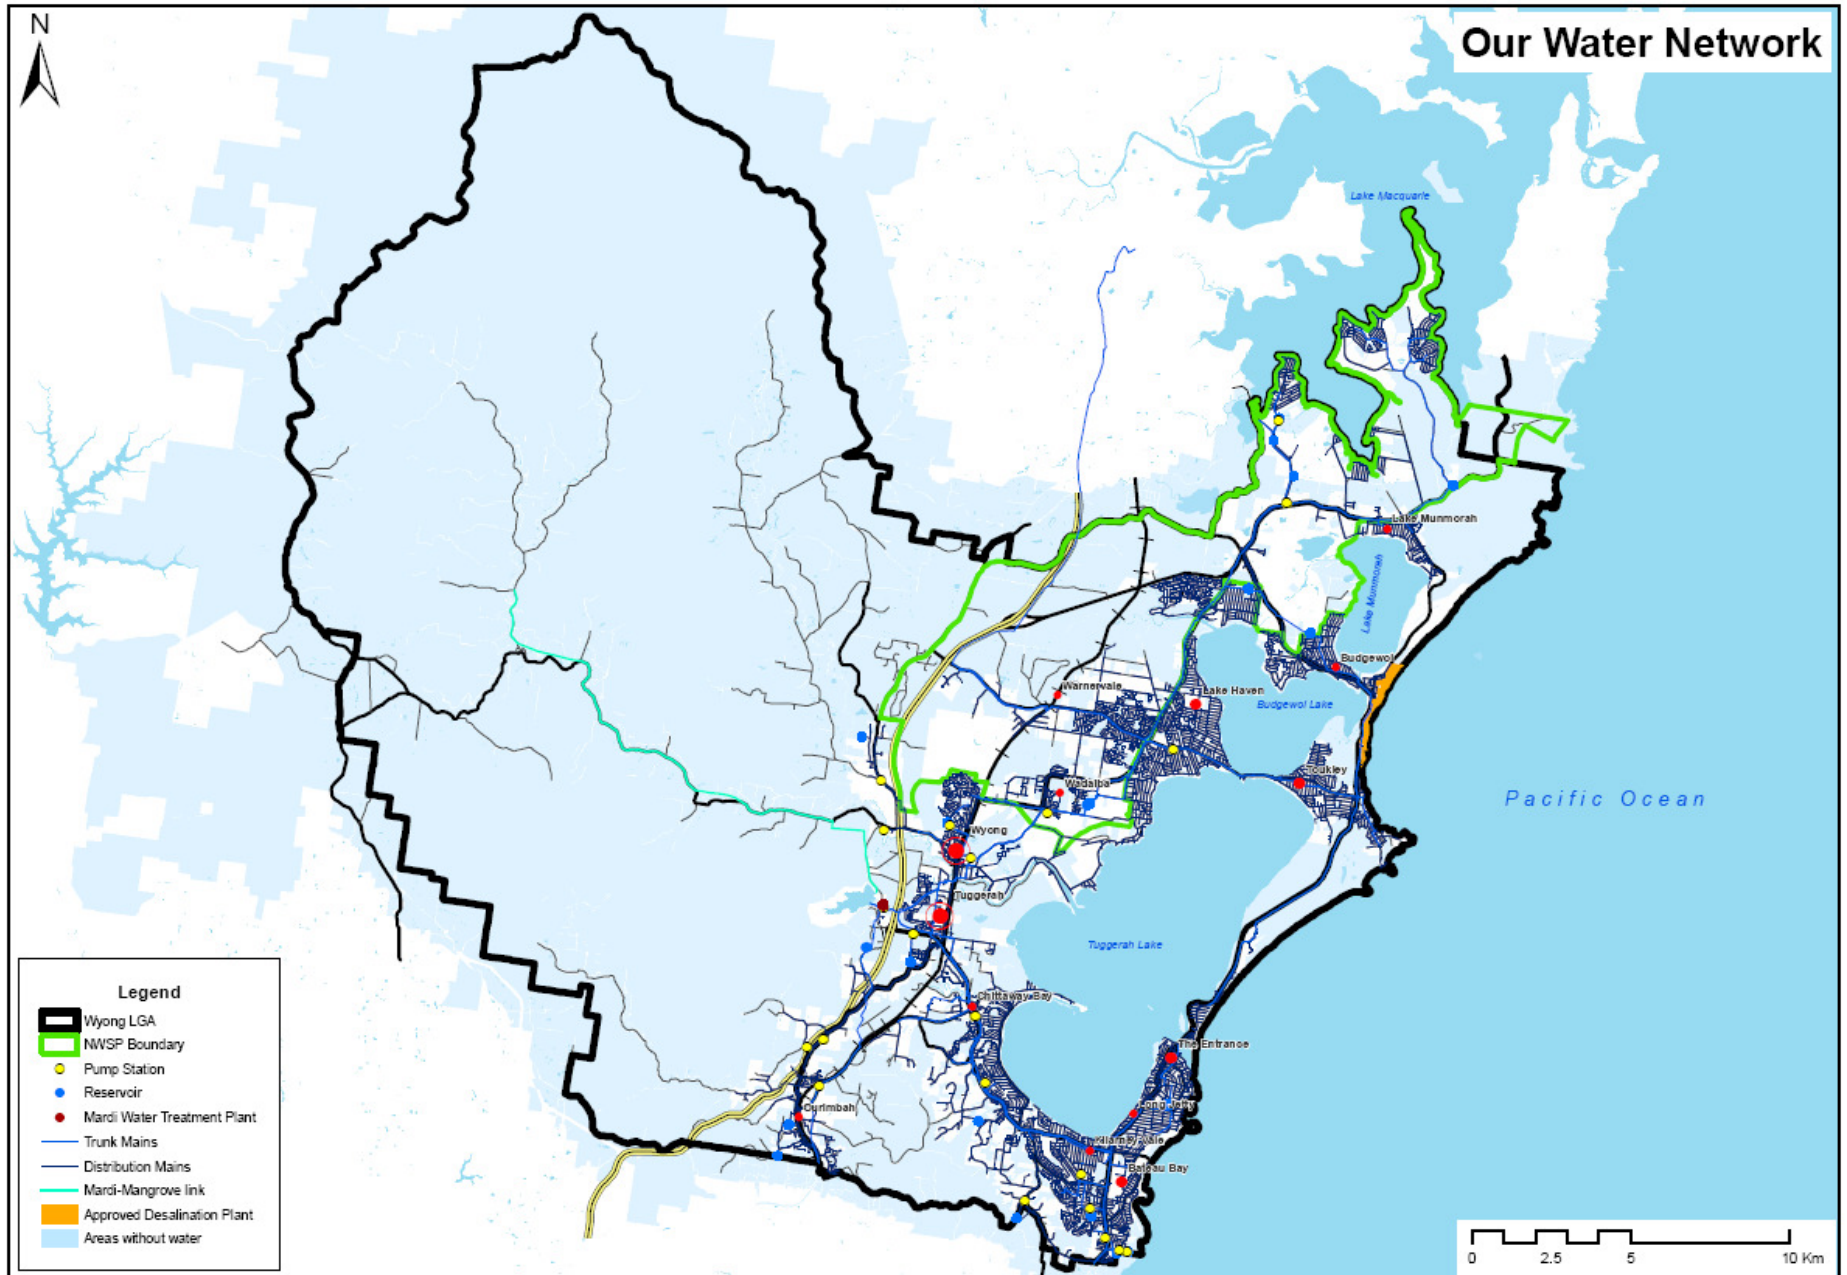 N
Our Water Network
Lake Macquarie
Lake Munmorah
Lake Munmorah
Budgewoi
Warnervale
Lake Haven
Budgewoi Lake
Toukley
Wadalba
Pacific Ocean
Wyong
Tuggerah
Tuggerah Lake
Chittaway Bay
The Entrance
Long Jetty
Ourimbah
Killarney Vale
Bateau Bay
Legend
Wyong LGA
NWSP Boundary
Pump Station
Reservoir
Mardi Water Treatment Plant
Trunk Mains
Distribution Mains
Mardi-Mangrove link
Approved Desalination Plant
Areas without water
0 2.5 5 10 Km